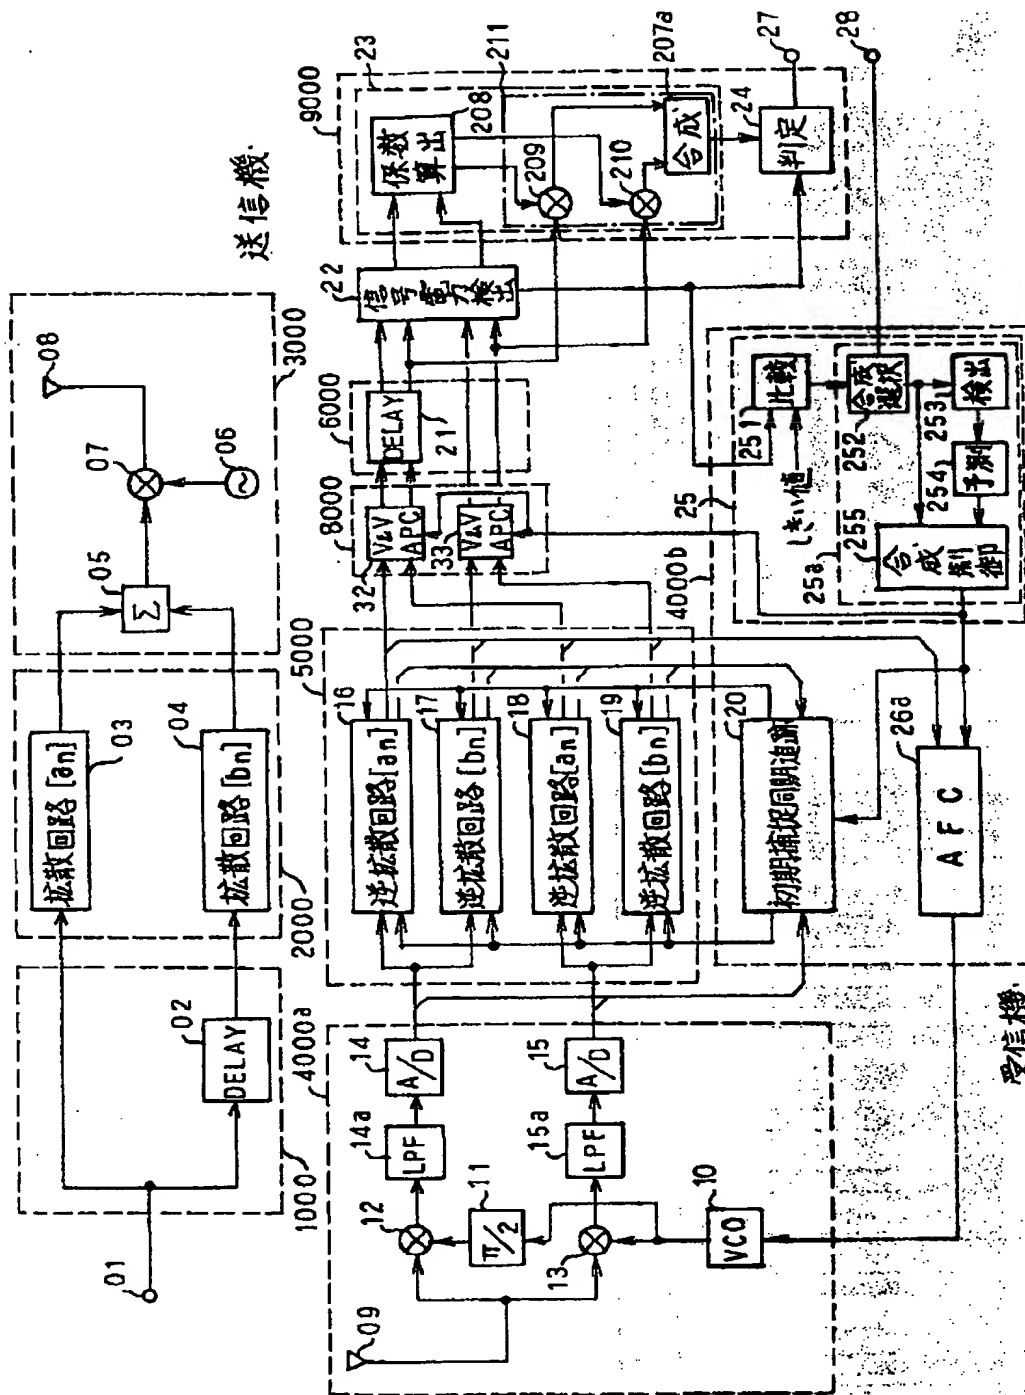 送信機
01
1000
DELAY
02
2000
拡散回路[an]
03
拡散回路[bn]
04
3000
Σ
05
06
07
08
受信機
4000a
09
VCO
10
π/2
11
12
13
LPF
14a
A/D
14
LPF
15a
A/D
15
5000
逆拡散回路[an]
16
逆拡散回路[bn]
17
逆拡散回路[an]
18
逆拡散回路[bn]
19
4000b
初期捕捉同期追跡
20
AFC
26a
8000
V&V
APC
32
V&V
APC
33
6000
DELAY
21
信号電力検出
22
9000
23
係数
算出
208
209
210
211
合成
207a
判定
24
27
28
25
25a
比較
251
しきい値
合成
選択
252
検出
253
予測
254
合成
制御
255